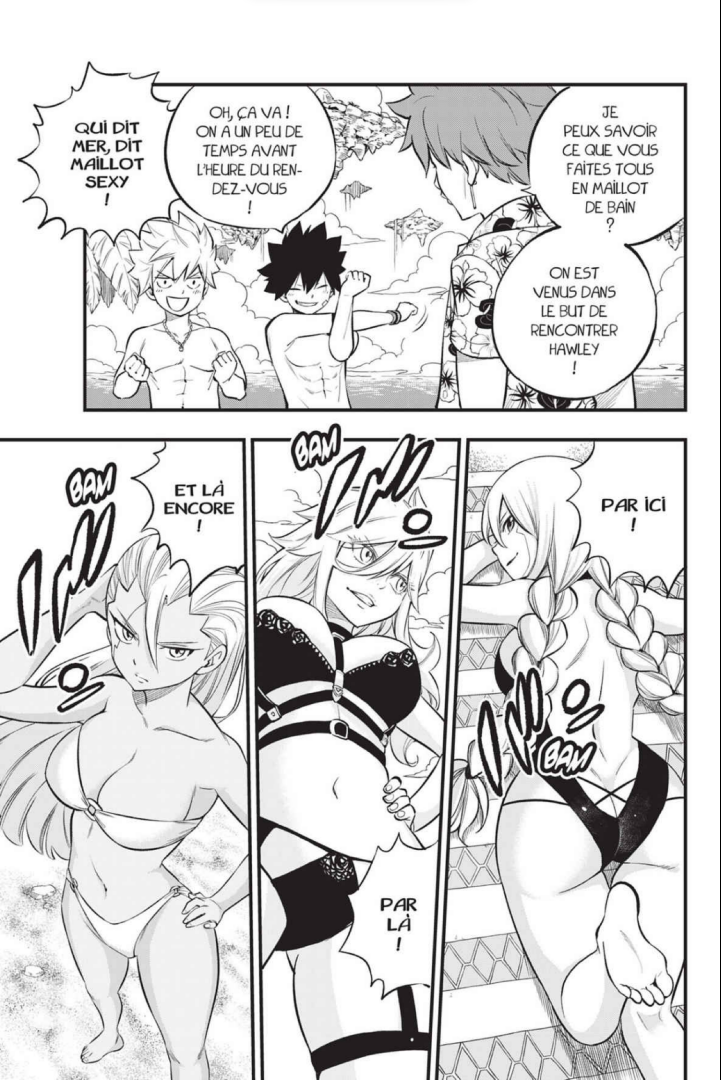 JE
PEUX SAVOIR
CE QUE VOUS
FAITES TOUS
EN MAILLOT
DE BAIN
?
ON EST
VENUS DANS
LE BUT DE
RENCONTRER
HAWLEY
!
OH, ÇA VA !
ON A UN PEU DE
TEMPS AVANT
L'HEURE DU REN-
DEZ-VOUS
!
QUI DIT
MER, DIT
MAILLOT
SEXY
!
PAR ICI
!
BAM
BAM
PAR
LÀ
!
ET LÀ
ENCORE
!
BAM